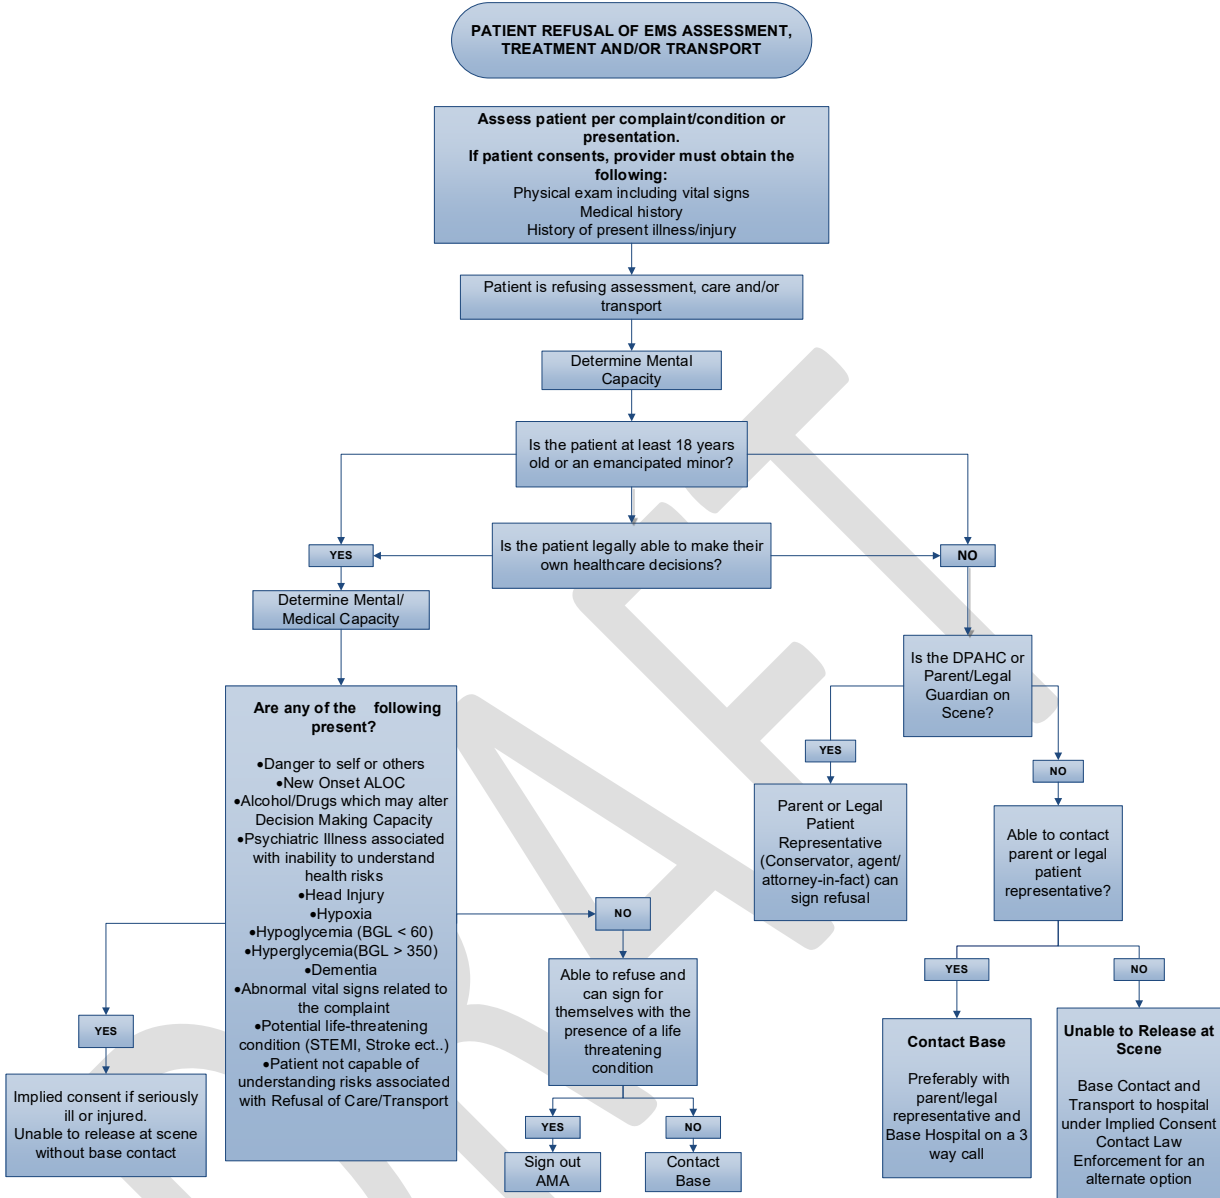 PATIENT REFUSAL OF EMS ASSESSMENT,
TREATMENT AND/OR TRANSPORT
Assess patient per complaint/condition or
presentation.
If patient consents, provider must obtain the
following:
Physical exam including vital signs
Medical history
History of present illness/injury
Patient is refusing assessment, care and/or
transport
Determine Mental
Capacity
Is the patient at least 18 years
old or an emancipated minor?
Is the patient legally able to make their
own healthcare decisions?
YES
NO
Determine Mental/
Medical Capacity
Are any of the following
present?
•Danger to self or others
•New Onset ALOC
•Alcohol/Drugs which may alter
Decision Making Capacity
•Psychiatric Illness associated
with inability to understand
health risks
•Head Injury
•Hypoxia
•Hypoglycemia (BGL < 60)
•Hyperglycemia(BGL > 350)
•Dementia
•Abnormal vital signs related to
the complaint
•Potential life-threatening
condition (STEMI, Stroke ect..)
•Patient not capable of
understanding risks associated
with Refusal of Care/Transport
YES
Implied consent if seriously
ill or injured.
Unable to release at scene
without base contact
NO
Able to refuse and
can sign for
themselves with the
presence of a life
threatening
condition
YES
NO
Sign out
AMA
Contact
Base
Is the DPAHC or
Parent/Legal
Guardian on
Scene?
YES
Parent or Legal
Patient
Representative
(Conservator, agent/
attorney-in-fact) can
sign refusal
NO
Able to contact
parent or legal
patient
representative?
YES
NO
Contact Base
Preferably with
parent/legal
representative and
Base Hospital on a 3
way call
Unable to Release at
Scene
Base Contact and
Transport to hospital
under Implied Consent
Contact Law
Enforcement for an
alternate option
DRAFT